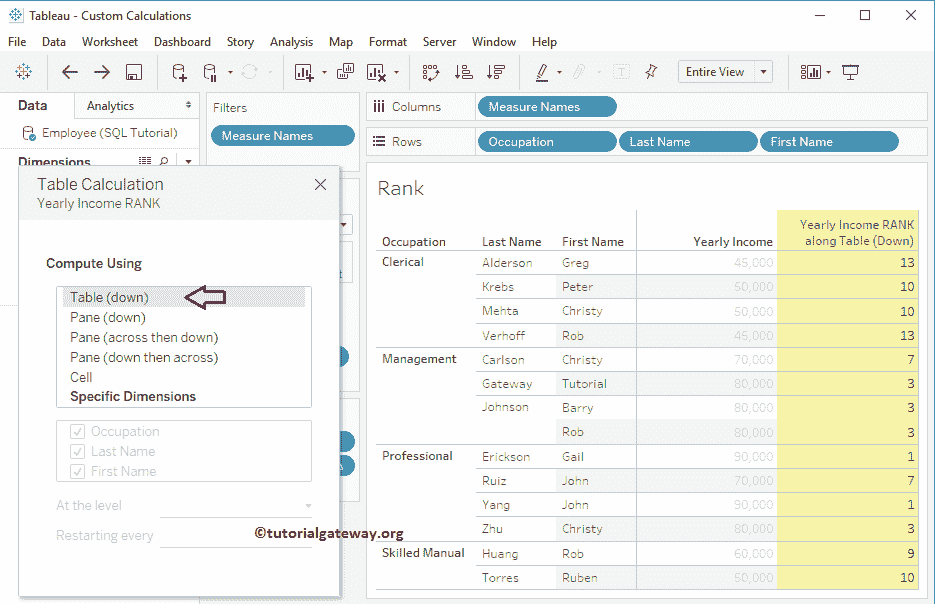 Tableau - Custom Calculations
File Data Worksheet Dashboard Story Analysis Map Format Server Window Help
Entire View
Data Analytics
Employee (SQL Tutorial)
Dimensions
Filters
Measure Names
Columns Measure Names
Rows Occupation Last Name First Name
Table Calculation
Yearly Income RANK
Compute Using
Table (down)
Pane (down)
Pane (across then down)
Pane (down then across)
Cell
Specific Dimensions
Occupation
Last Name
First Name
At the level
Restarting every
©tutorialgateway.org
Rank
Yearly Income RANK
Occupation Last Name First Name Yearly Income along Table (Down)
Clerical Alderson Greg 45,000 13
Krebs Peter 50,000 10
Mehta Christy 50,000 10
Verhoff Rob 45,000 13
Management Carlson Christy 70,000 7
Gateway Tutorial 80,000 3
Johnson Barry 80,000 3
Rob 80,000 3
Professional Erickson Gail 90,000 1
Ruiz John 70,000 7
Yang John 90,000 1
Zhu Christy 80,000 3
Skilled Manual Huang Rob 60,000 9
Torres Ruben 50,000 10